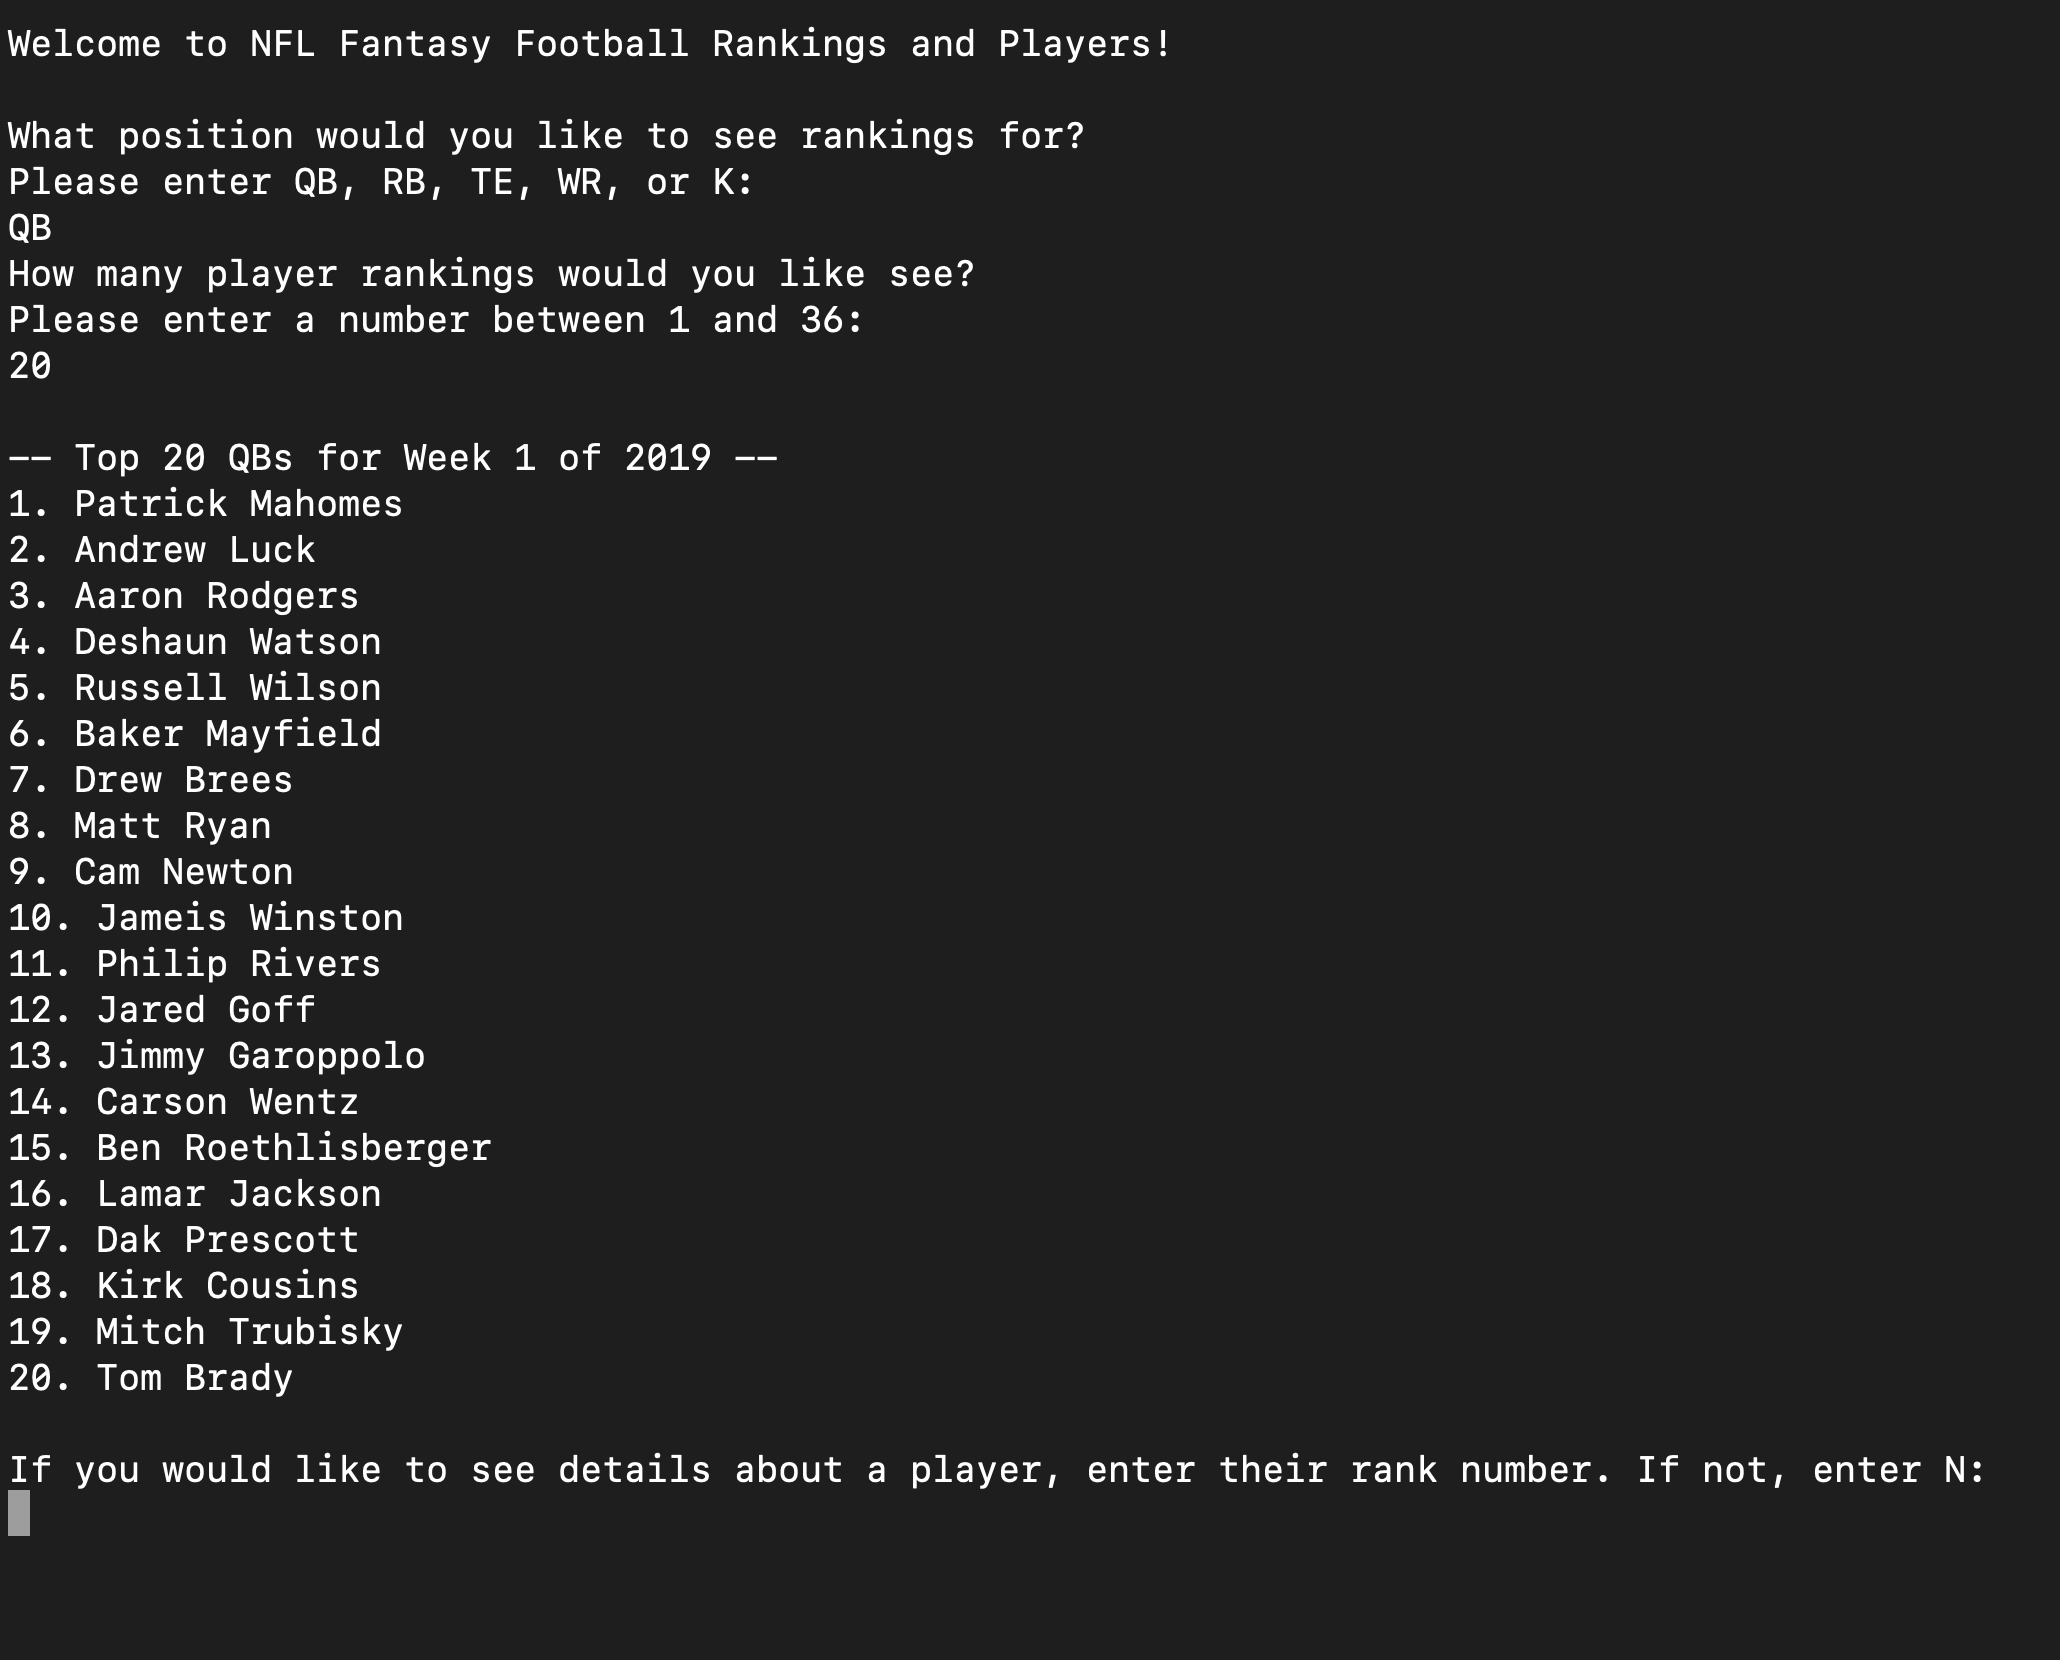 Welcome to NFL Fantasy Football Rankings and Players!
What position would you like to see rankings for?
Please enter QB, RB, TE, WR, or K:
QB
How many player rankings would you like see?
Please enter a number between 1 and 36:
20
-- Top 20 QBs for Week 1 of 2019 --
1. Patrick Mahomes
2. Andrew Luck
3. Aaron Rodgers
4. Deshaun Watson
5. Russell Wilson
6. Baker Mayfield
7. Drew Brees
8. Matt Ryan
9. Cam Newton
10. Jameis Winston
11. Philip Rivers
12. Jared Goff
13. Jimmy Garoppolo
14. Carson Wentz
15. Ben Roethlisberger
16. Lamar Jackson
17. Dak Prescott
18. Kirk Cousins
19. Mitch Trubisky
20. Tom Brady
If you would like to see details about a player, enter their rank number. If not, enter N: